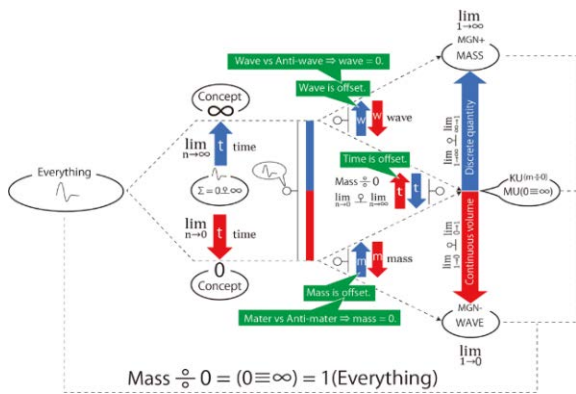 lim
1→∞
MGN+
MASS
Wave vs Anti-wave ⇒ wave = 0.
Wave is offset.
Concept
∞
w w wave
lim
n→∞
t time
Time is offset.
Discrete quantity
Everything
Σ = 0 ♀ ∞
Mass ÷ 0
lim ♀ lim
n→0 n→∞
t t
KU(m÷0)
MU(0≡∞)
lim
n→0
t time
Continuous volume
0
Concept
m m mass
Mass is offset.
Mater vs Anti-mater ⇒ mass = 0.
MGN-
WAVE
lim
1→0
Mass ÷ 0 = (0≡∞) = 1(Everything)